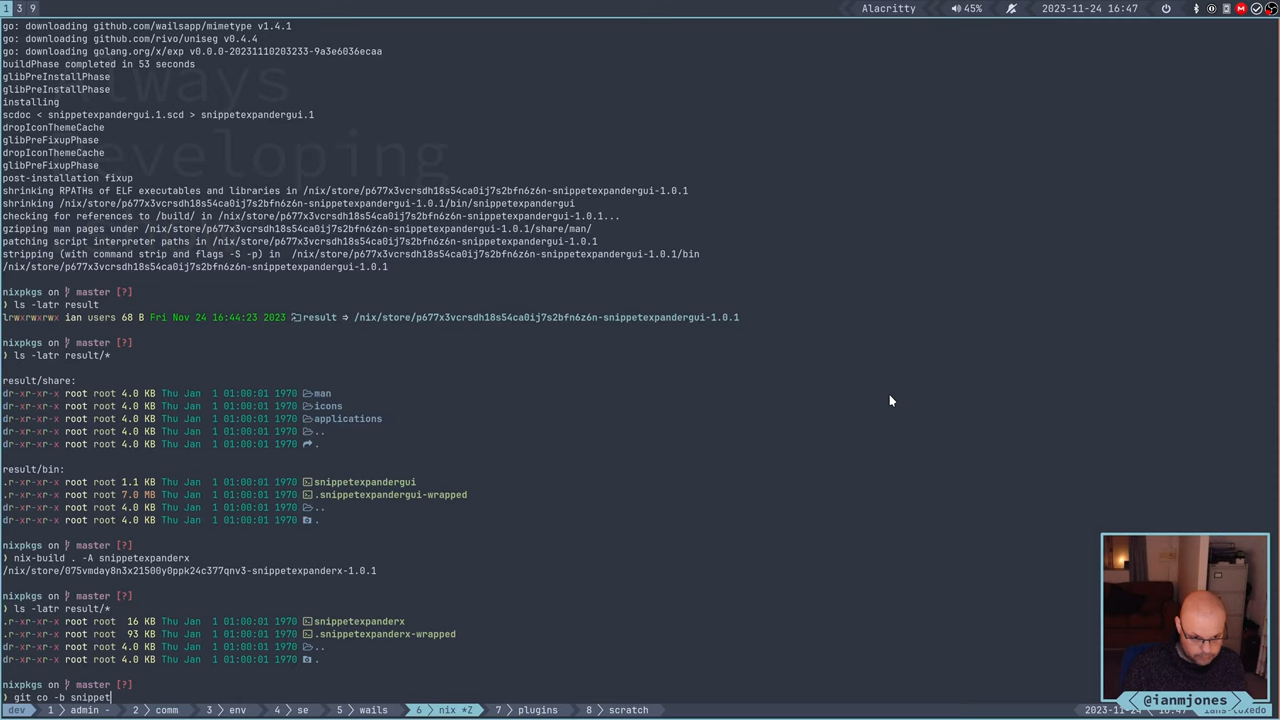 1 3 9 Alacritty 45% 2023-11-24 16:47
go: downloading github.com/wailsapp/mimetype v1.4.1
go: downloading github.com/rivo/uniseg v0.4.4
go: downloading golang.org/x/exp v0.0.0-20231110203233-9a3e6036ecaa
buildPhase completed in 53 seconds
glibPreInstallPhase
glibPreInstallPhase
installing
scdoc < snippetexpandergui.1.scd > snippetexpandergui.1
dropIconThemeCache
glibPreFixupPhase
dropIconThemeCache
glibPreFixupPhase
post-installation fixup
shrinking RPATHs of ELF executables and libraries in /nix/store/p677x3vcrsdh18s54ca0ij7s2bfn6z6n-snippetexpandergui-1.0.1
shrinking /nix/store/p677x3vcrsdh18s54ca0ij7s2bfn6z6n-snippetexpandergui-1.0.1/bin/snippetexpandergui
checking for references to /build/ in /nix/store/p677x3vcrsdh18s54ca0ij7s2bfn6z6n-snippetexpandergui-1.0.1...
gzipping man pages under /nix/store/p677x3vcrsdh18s54ca0ij7s2bfn6z6n-snippetexpandergui-1.0.1/share/man/
patching script interpreter paths in /nix/store/p677x3vcrsdh18s54ca0ij7s2bfn6z6n-snippetexpandergui-1.0.1
stripping (with command strip and flags -S -p) in  /nix/store/p677x3vcrsdh18s54ca0ij7s2bfn6z6n-snippetexpandergui-1.0.1/bin
/nix/store/p677x3vcrsdh18s54ca0ij7s2bfn6z6n-snippetexpandergui-1.0.1
nixpkgs on master [?]
❯ ls -latr result
lrwxrwxrwx ian users 68 B Fri Nov 24 16:44:23 2023 result ⇒ /nix/store/p677x3vcrsdh18s54ca0ij7s2bfn6z6n-snippetexpandergui-1.0.1
nixpkgs on master [?]
❯ ls -latr result/*
result/share:
dr-xr-xr-x root root 4.0 KB Thu Jan  1 01:00:01 1970 man
dr-xr-xr-x root root 4.0 KB Thu Jan  1 01:00:01 1970 icons
dr-xr-xr-x root root 4.0 KB Thu Jan  1 01:00:01 1970 applications
dr-xr-xr-x root root 4.0 KB Thu Jan  1 01:00:01 1970 ..
dr-xr-xr-x root root 4.0 KB Thu Jan  1 01:00:01 1970 .
result/bin:
.r-xr-xr-x root root 1.1 KB Thu Jan  1 01:00:01 1970 snippetexpandergui
.r-xr-xr-x root root 7.0 MB Thu Jan  1 01:00:01 1970 .snippetexpandergui-wrapped
dr-xr-xr-x root root 4.0 KB Thu Jan  1 01:00:01 1970 ..
dr-xr-xr-x root root 4.0 KB Thu Jan  1 01:00:01 1970 .
nixpkgs on master [?]
❯ nix-build . -A snippetexpanderx
/nix/store/075vmday8n3x21500y0ppk24c377qnv3-snippetexpanderx-1.0.1
nixpkgs on master [?]
❯ ls -latr result/*
.r-xr-xr-x root root  16 KB Thu Jan  1 01:00:01 1970 snippetexpanderx
.r-xr-xr-x root root  93 KB Thu Jan  1 01:00:01 1970 .snippetexpanderx-wrapped
dr-xr-xr-x root root 4.0 KB Thu Jan  1 01:00:01 1970 ..
dr-xr-xr-x root root 4.0 KB Thu Jan  1 01:00:01 1970 .
nixpkgs on master [?]
❯ git co -b snippet
@ianmjones
dev 1 admin - 2 comm 3 env 4 se 5 wails 6 nix *Z 7 plugins 8 scratch 2023-11-24